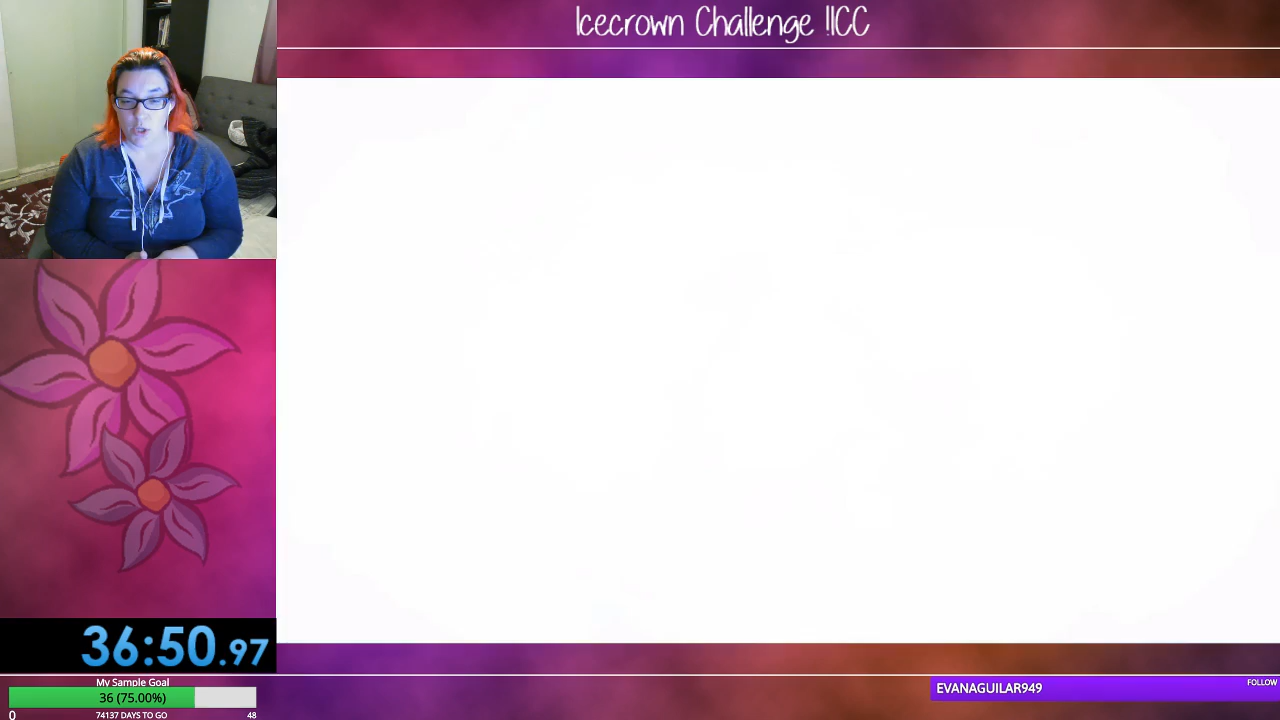 Icecrown Challenge !ICC
36:50.97
My Sample Goal
36 (75.00%)
0 74137 DAYS TO GO 48
EVANAGUILAR949
FOLLOW